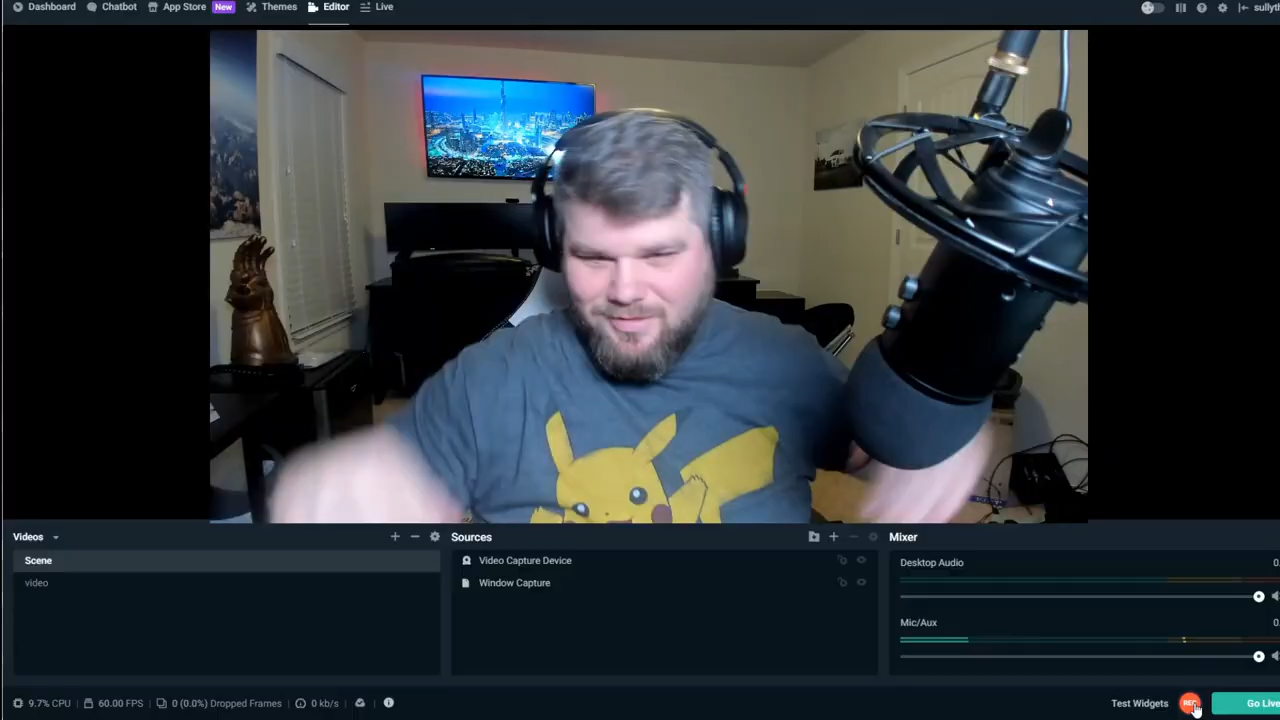 Dashboard Chatbot App Store New Themes Editor Live
Videos
Scene
video
Sources
Video Capture Device
Window Capture
Mixer
Desktop Audio
Mic/Aux
9.7% CPU 60.00 FPS 0 (0.0%) Dropped Frames 0 kb/s
Test Widgets Go Live